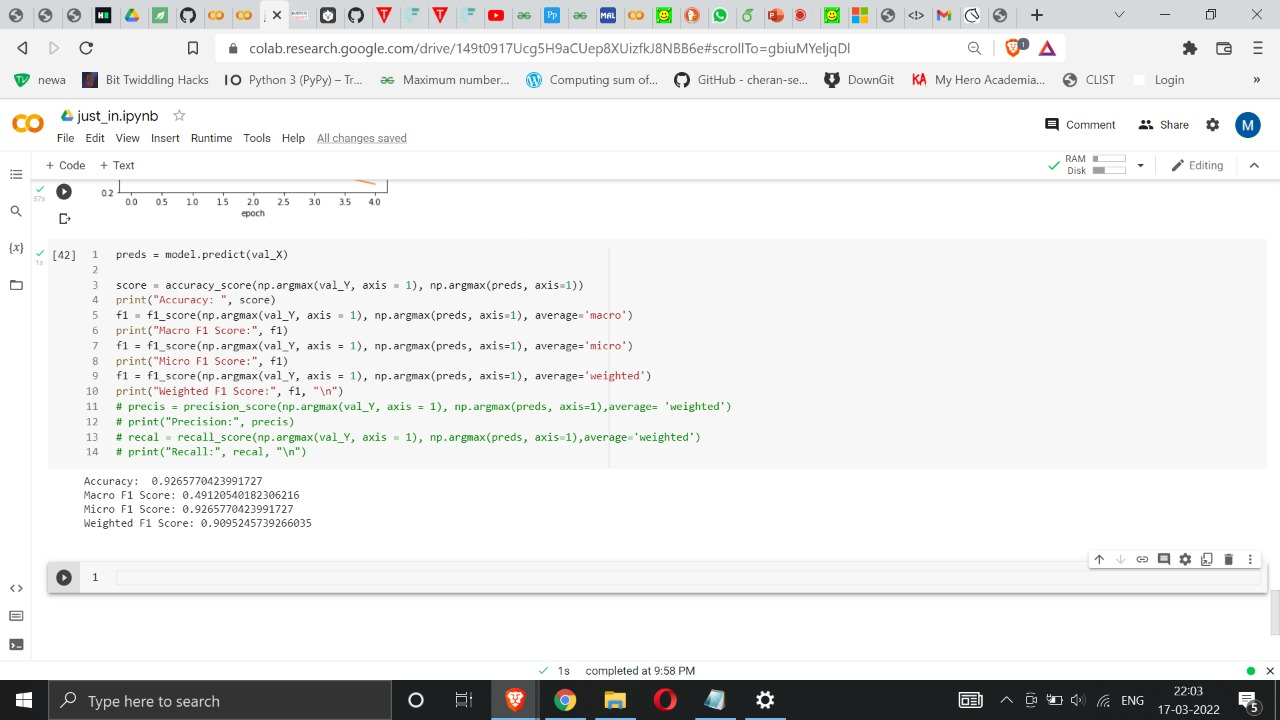 colab.research.google.com/drive/149t0917Ucg5H9aCUep8XUizfkJ8NBB6e#scrollTo=gbiuMYeljqDl
1
newa
Bit Twiddling Hacks
Python 3 (PyPy) – Tr...
Maximum number...
Computing sum of...
GitHub - cheran-se...
DownGit
My Hero Academia...
CLIST
Login
»
just_in.ipynb
Comment
Share
M
File Edit View Insert Runtime Tools Help All changes saved
+ Code + Text
RAM
Disk
Editing
57s
0.2
0.0 0.5 1.0 1.5 2.0 2.5 3.0 3.5 4.0
epoch
{x}
1s
[42]
1 preds = model.predict(val_X)
2
3 score = accuracy_score(np.argmax(val_Y, axis = 1), np.argmax(preds, axis=1))
4 print("Accuracy: ", score)
5 f1 = f1_score(np.argmax(val_Y, axis = 1), np.argmax(preds, axis=1), average='macro')
6 print("Macro F1 Score:", f1)
7 f1 = f1_score(np.argmax(val_Y, axis = 1), np.argmax(preds, axis=1), average='micro')
8 print("Micro F1 Score:", f1)
9 f1 = f1_score(np.argmax(val_Y, axis = 1), np.argmax(preds, axis=1), average='weighted')
10 print("Weighted F1 Score:", f1, "\n")
11 # precis = precision_score(np.argmax(val_Y, axis = 1), np.argmax(preds, axis=1),average= 'weighted')
12 # print("Precision:", precis)
13 # recal = recall_score(np.argmax(val_Y, axis = 1), np.argmax(preds, axis=1),average='weighted')
14 # print("Recall:", recal, "\n")
Accuracy:  0.9265770423991727
Macro F1 Score: 0.49120540182306216
Micro F1 Score: 0.9265770423991727
Weighted F1 Score: 0.9095245739266035
1
1s completed at 9:58 PM
Type here to search
ENG
22:03
17-03-2022
5